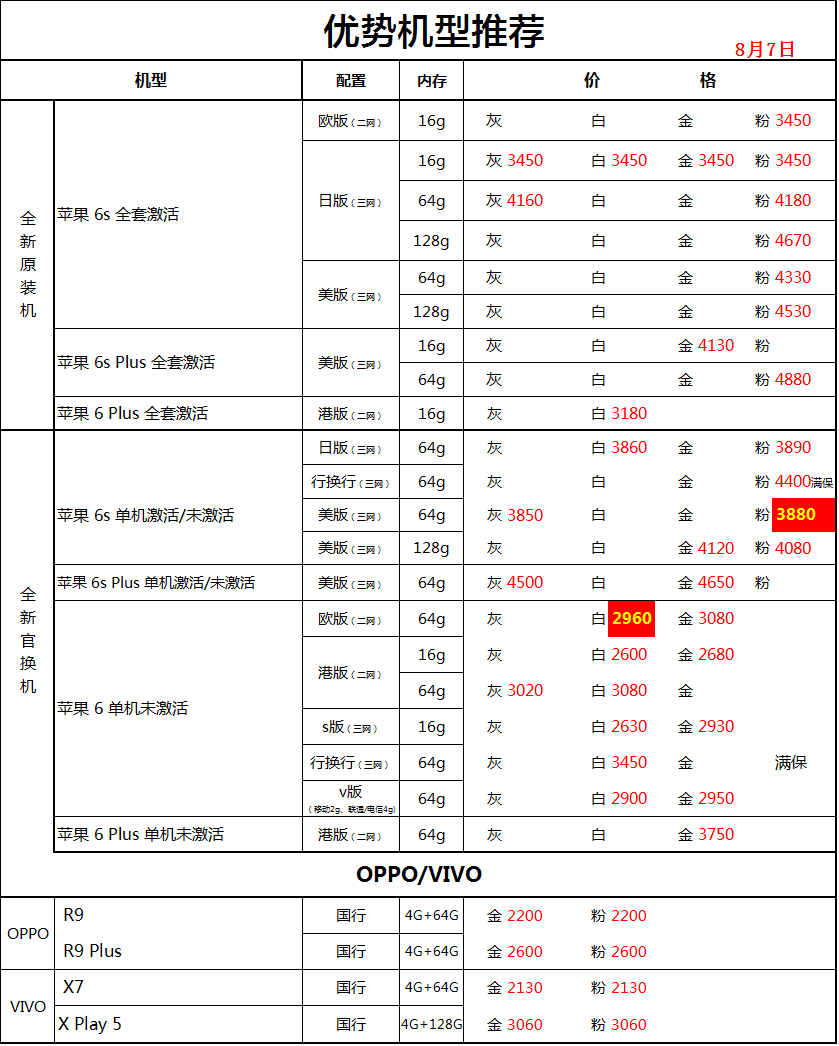 优势机型推荐
8月7日
机型 配置 内存 价 格
全新原装机
苹果 6s 全套激活
欧版（二网） 16g 灰 白 金 粉 3450
日版（三网） 16g 灰 3450 白 3450 金 3450 粉 3450
64g 灰 4160 白 金 粉 4180
128g 灰 白 金 粉 4670
美版（三网） 64g 灰 白 金 粉 4330
128g 灰 白 金 粉 4530
苹果 6s Plus 全套激活 美版（三网） 16g 灰 白 金 4130 粉
64g 灰 白 金 粉 4880
苹果 6 Plus 全套激活 港版（二网） 16g 灰 白 3180
全新官换机
苹果 6s 单机激活/未激活
日版（三网） 64g 灰 白 3860 金 粉 3890
行换行（三网） 64g 灰 白 金 粉 4400满保
美版（三网） 64g 灰 3850 白 金 粉 3880
美版（三网） 128g 灰 白 金 4120 粉 4080
苹果 6s Plus 单机激活/未激活 美版（三网） 64g 灰 4500 白 金 4650 粉
苹果 6 单机未激活
欧版（二网） 64g 灰 白 2960 金 3080
港版（二网） 16g 灰 白 2600 金 2680
64g 灰 3020 白 3080 金
s版（三网） 16g 灰 白 2630 金 2930
行换行（三网） 64g 灰 白 3450 金 满保
v版
（移动2g、联通/电信4g） 64g 灰 白 2900 金 2950
苹果 6 Plus 单机未激活 港版（二网） 64g 灰 白 金 3750
OPPO/VIVO
OPPO
R9 国行 4G+64G 金 2200 粉 2200
R9 Plus 国行 4G+64G 金 2600 粉 2600
VIVO
X7 国行 4G+64G 金 2130 粉 2130
X Play 5 国行 4G+128G 金 3060 粉 3060